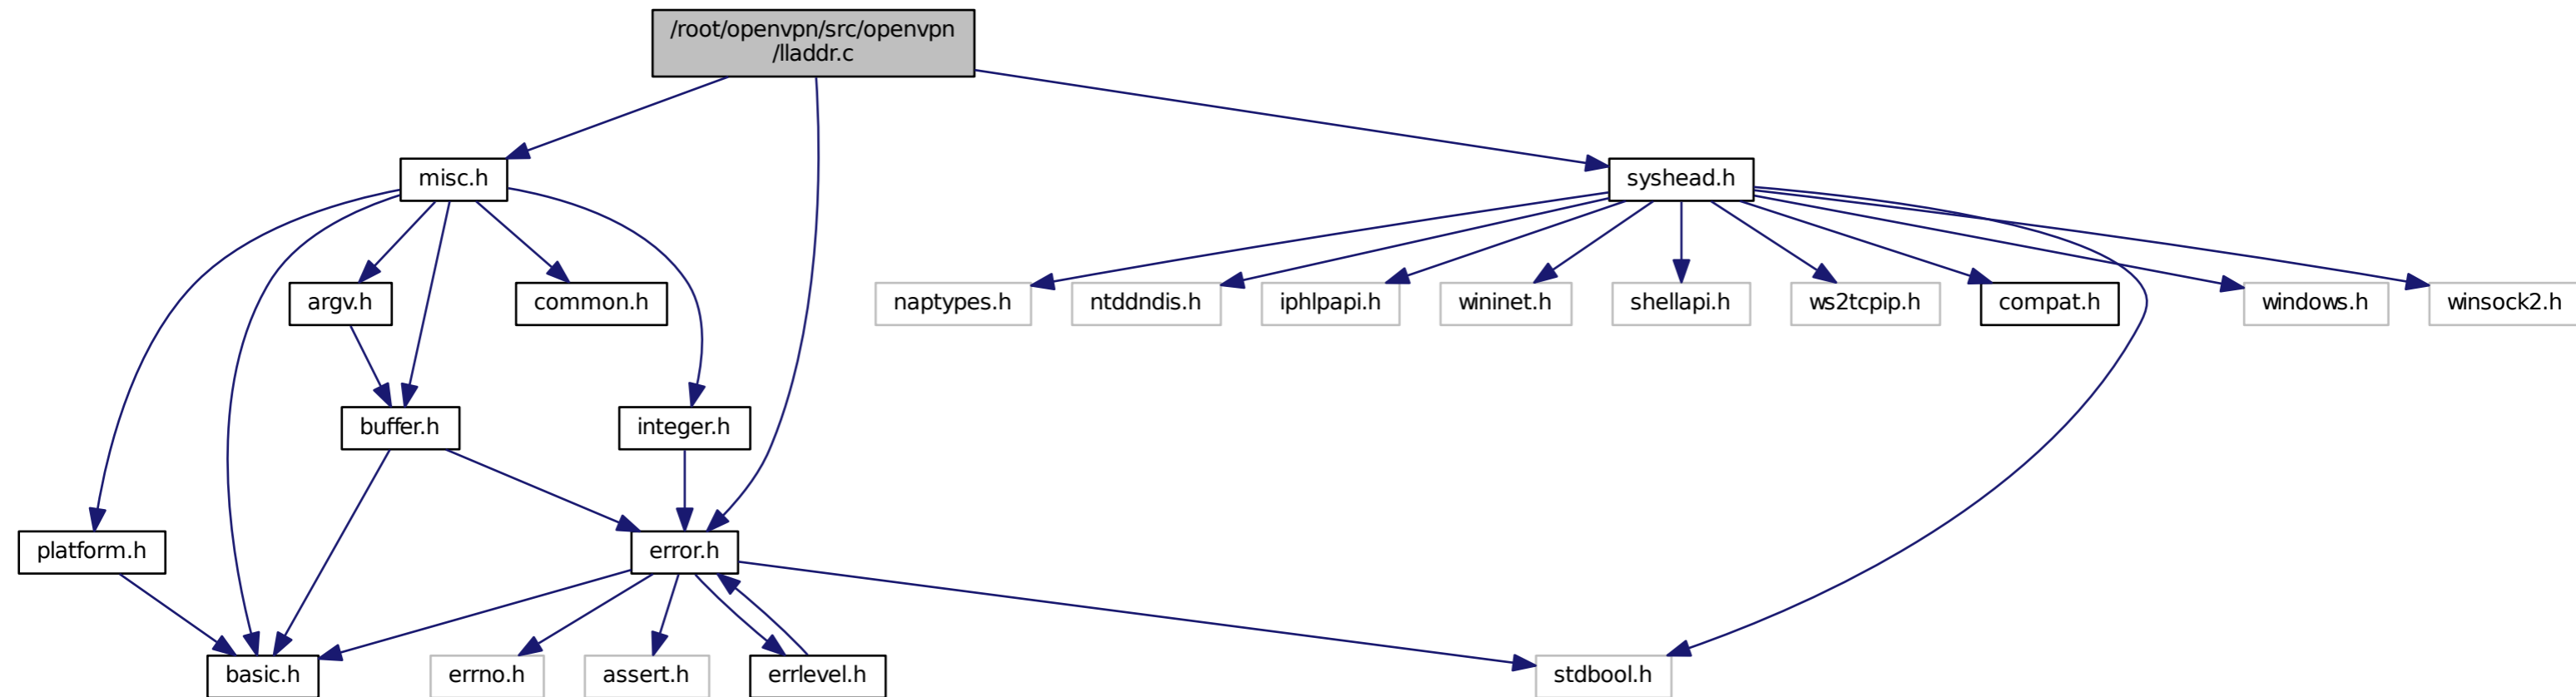 /root/openvpn/src/openvpn
/lladdr.c
misc.h
syshead.h
argv.h
common.h
naptypes.h
ntddndis.h
iphlpapi.h
wininet.h
shellapi.h
ws2tcpip.h
compat.h
windows.h
winsock2.h
buffer.h
integer.h
platform.h
error.h
basic.h
errno.h
assert.h
errlevel.h
stdbool.h